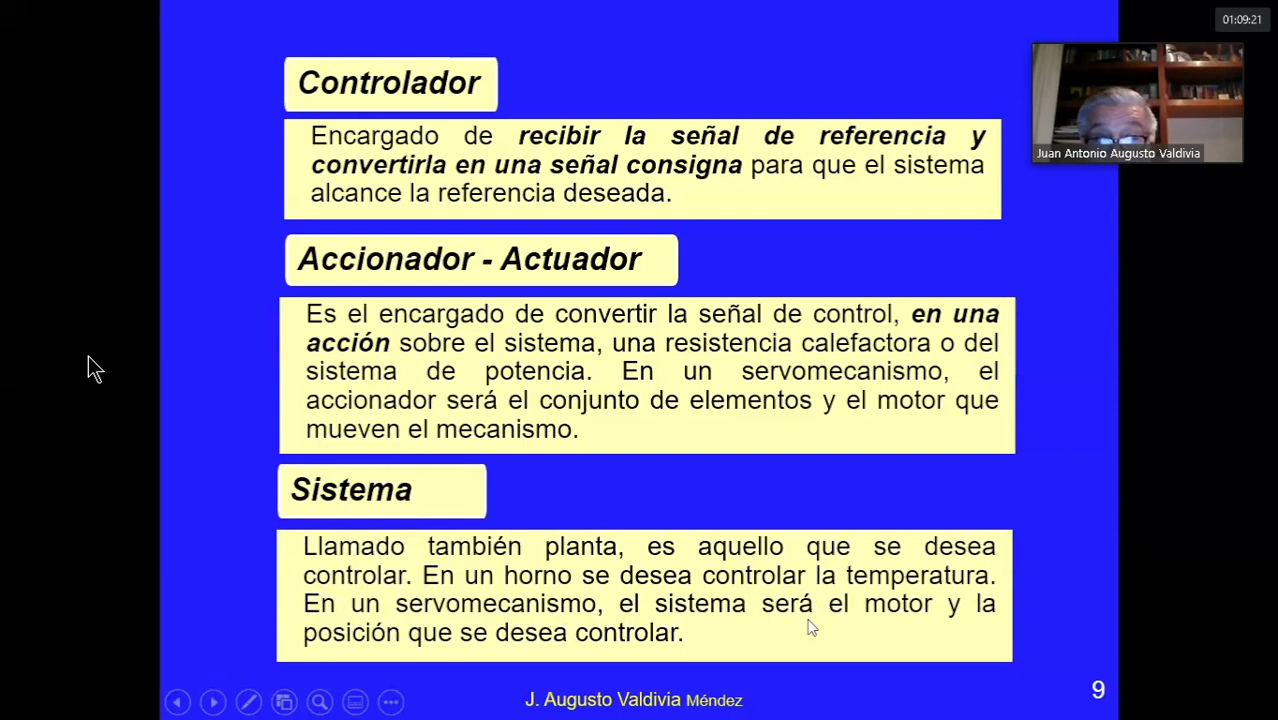 01:09:21
Juan Antonio Augusto Valdivia
Controlador
Encargado de recibir la señal de referencia y
convertirla en una señal consigna para que el sistema
alcance la referencia deseada.
Accionador - Actuador
Es el encargado de convertir la señal de control, en una
acción sobre el sistema, una resistencia calefactora o del
sistema de potencia. En un servomecanismo, el
accionador será el conjunto de elementos y el motor que
mueven el mecanismo.
Sistema
Llamado también planta, es aquello que se desea
controlar. En un horno se desea controlar la temperatura.
En un servomecanismo, el sistema será el motor y la
posición que se desea controlar.
J. Augusto Valdivia Méndez
9